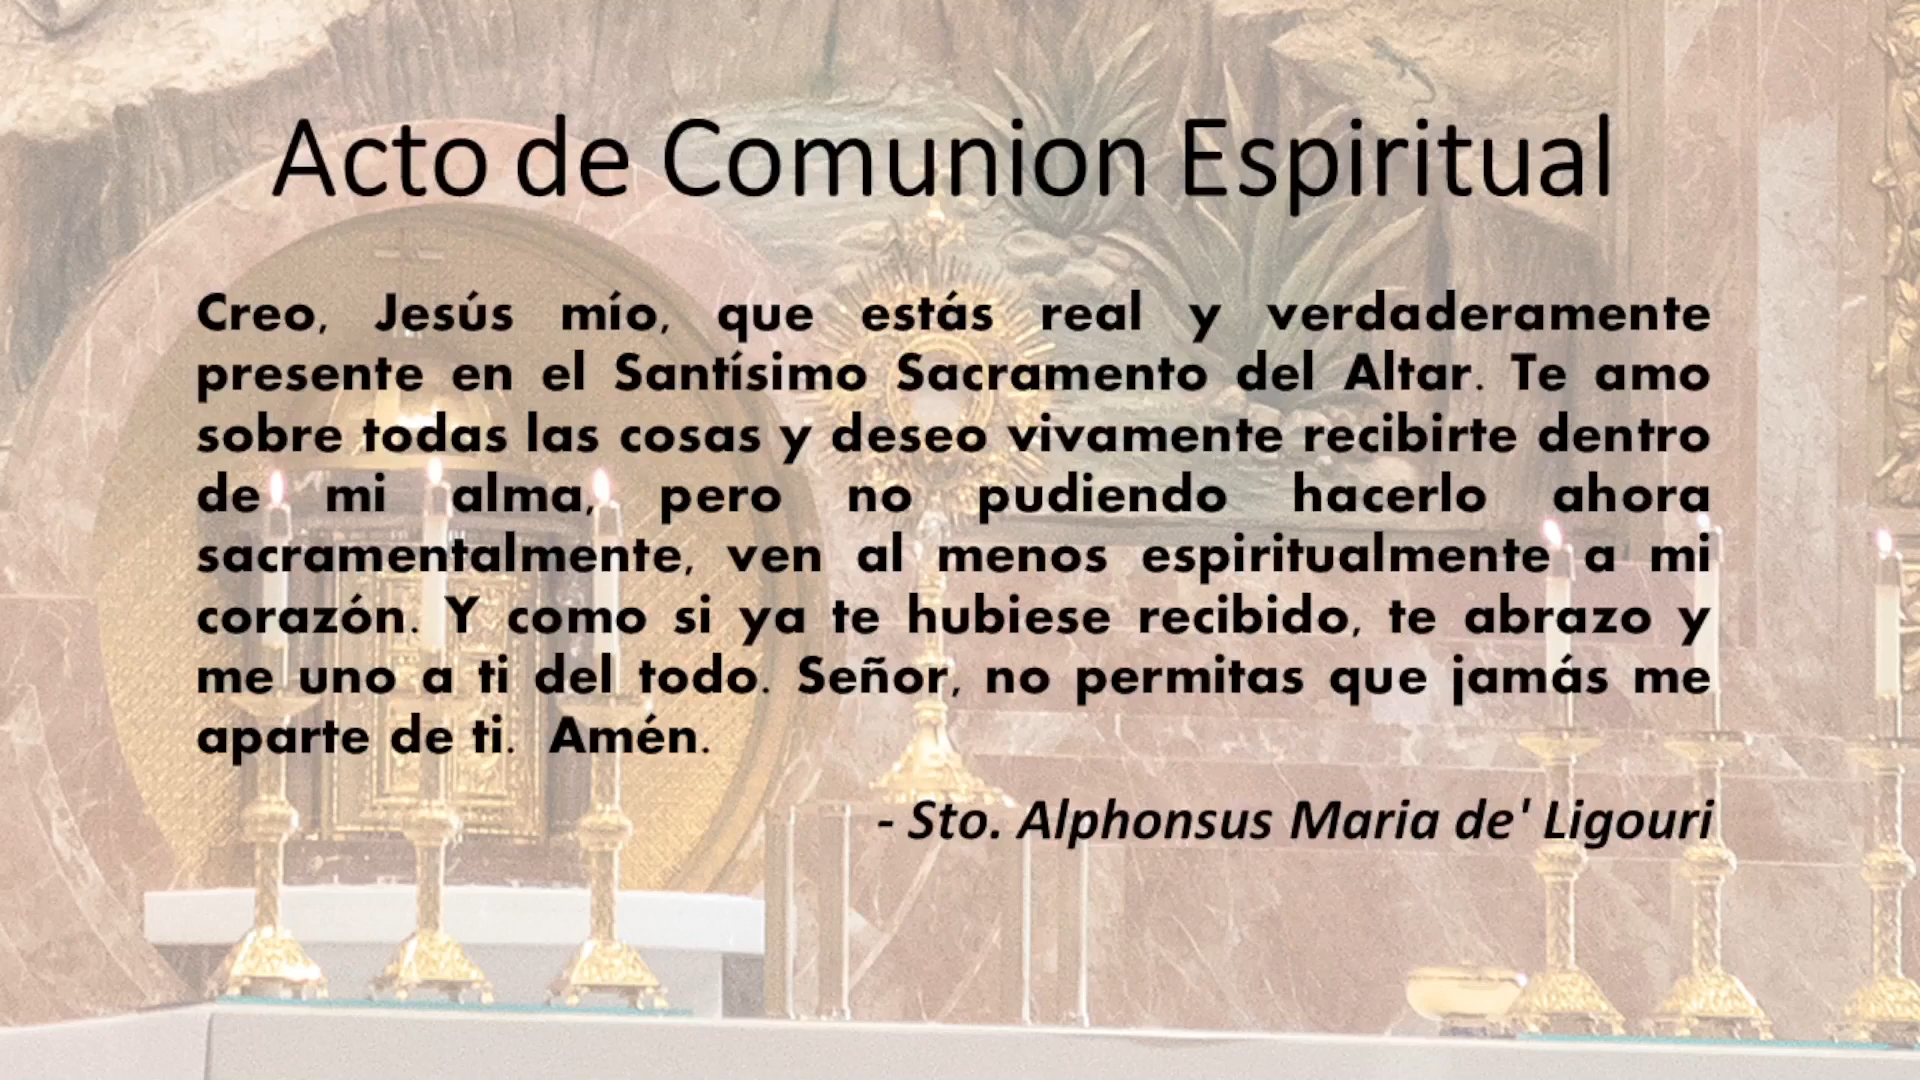 Acto de Comunion Espiritual
Creo, Jesús mío, que estás real y verdaderamente
presente en el Santísimo Sacramento del Altar. Te amo
sobre todas las cosas y deseo vivamente recibirte dentro
de mi alma, pero no pudiendo hacerlo ahora
sacramentalmente, ven al menos espiritualmente a mi
corazón. Y como si ya te hubiese recibido, te abrazo y
me uno a ti del todo. Señor, no permitas que jamás me
aparte de ti. Amén.
- Sto. Alphonsus Maria de' Ligouri